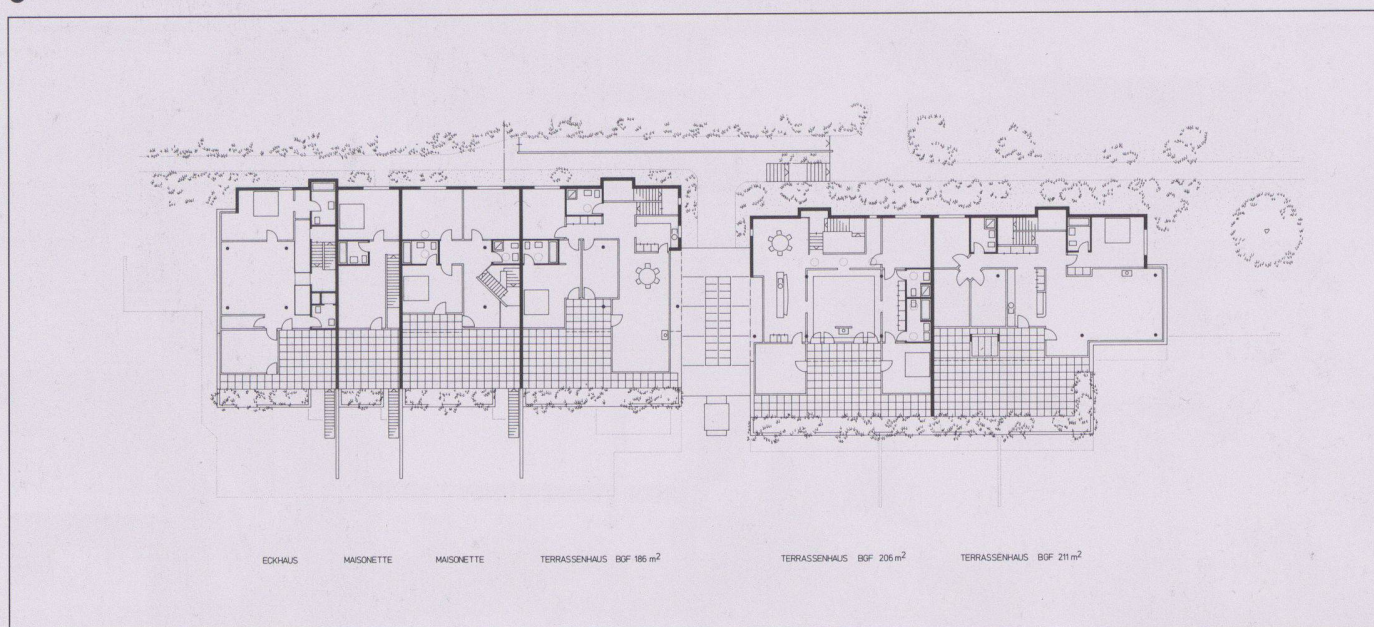 ECKHAUS MAISONETTE MAISONETTE TERRASSENHAUS BGF 186 m² TERRASSENHAUS BGF 206 m² TERRASSENHAUS BGF 211 m²